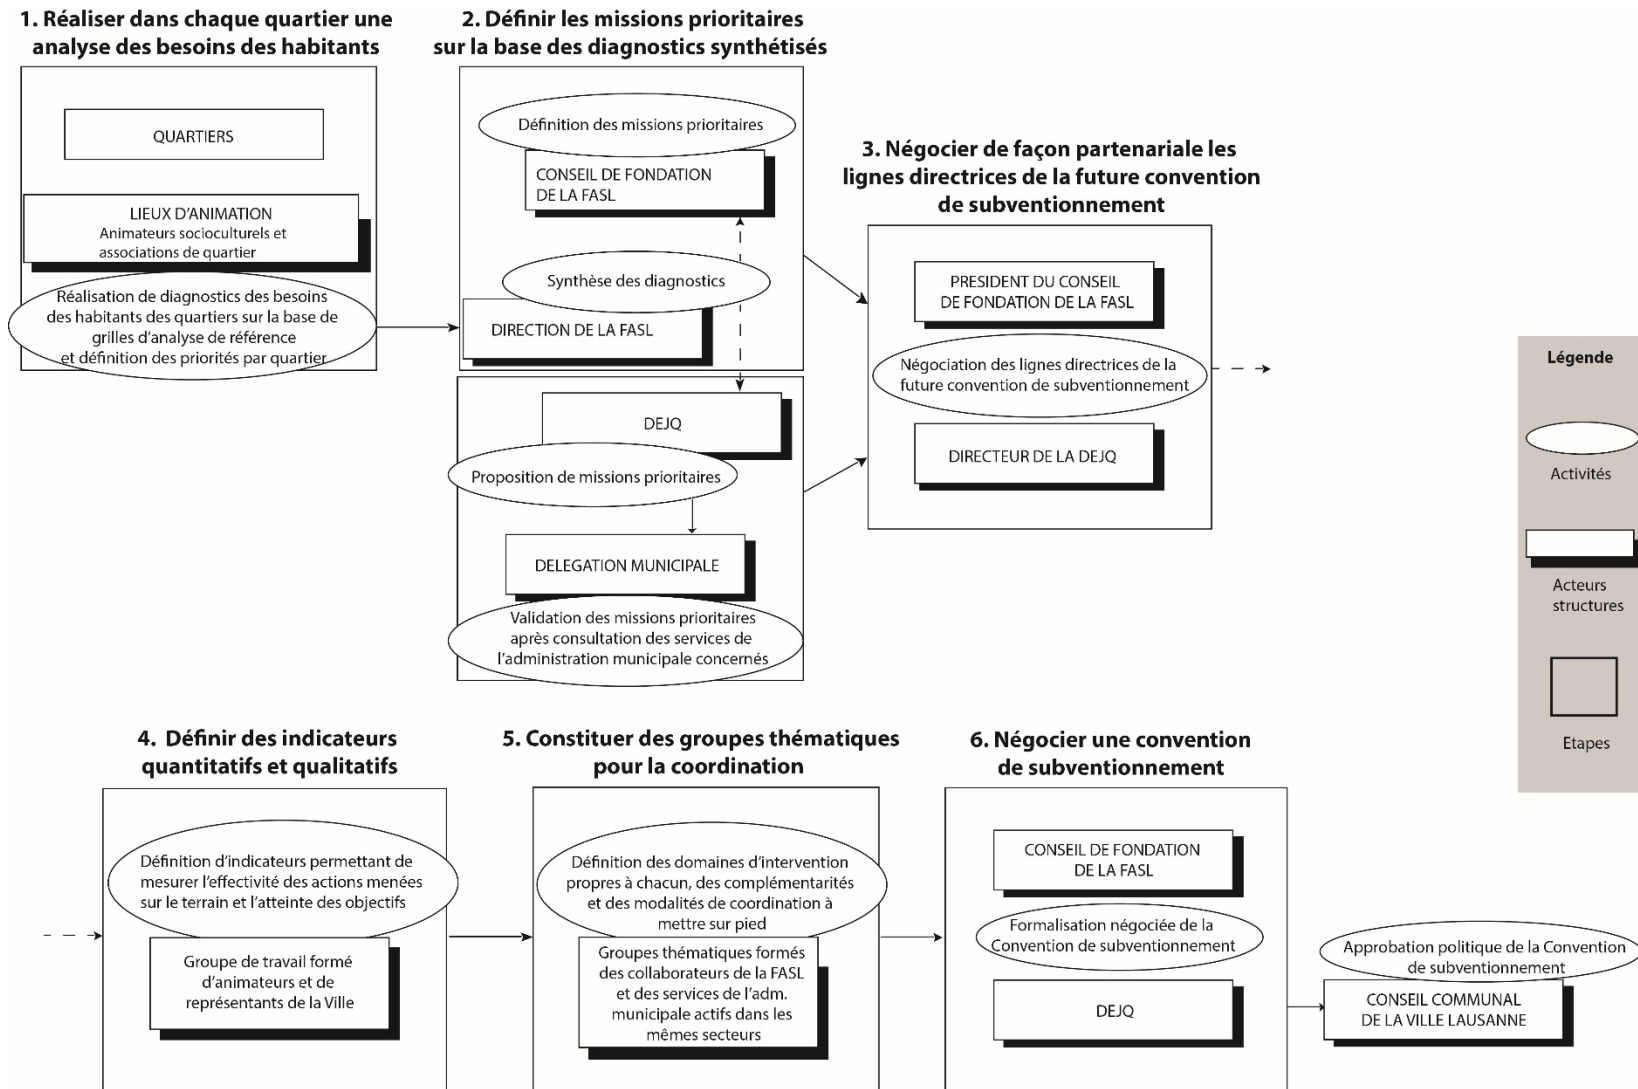 1. Réaliser dans chaque quartier une
analyse des besoins des habitants
QUARTIERS
LIEUX D'ANIMATION
Animateurs socioculturels et
associations de quartier
Réalisation de diagnostics des besoins
des habitants des quartiers sur la base de
grilles d'analyse de référence
et définition des priorités par quartier
2. Définir les missions prioritaires
sur la base des diagnostics synthétisés
Définition des missions prioritaires
CONSEIL DE FONDATION
DE LA FASL
Synthèse des diagnostics
DIRECTION DE LA FASL
DEJQ
Proposition de missions prioritaires
DELEGATION MUNICIPALE
Validation des missions prioritaires
après consultation des services de
l'administration municipale concernés
3. Négocier de façon partenariale les
lignes directrices de la future convention
de subventionnement
PRESIDENT DU CONSEIL
DE FONDATION DE LA FASL
Négociation des lignes directrices de la
future convention de subventionnement
DIRECTEUR DE LA DEJQ
Légende
Activités
Acteurs
structures
Etapes
4. Définir des indicateurs
quantitatifs et qualitatifs
Définition d'indicateurs permettant de
mesurer l'effectivité des actions menées
sur le terrain et l'atteinte des objectifs
Groupe de travail formé
d'animateurs et de
représentants de la Ville
5. Constituer des groupes thématiques
pour la coordination
Définition des domaines d'intervention
propres à chacun, des complémentarités
et des modalités de coordination à
mettre sur pied
Groupes thématiques formés
des collaborateurs de la FASL
et des services de l'adm.
municipale actifs dans les
mêmes secteurs
6. Négocier une convention
de subventionnement
CONSEIL DE FONDATION
DE LA FASL
Formalisation négociée de la
Convention de subventionnement
DEJQ
Approbation politique de la Convention
de subventionnement
CONSEIL COMMUNAL
DE LA VILLE LAUSANNE